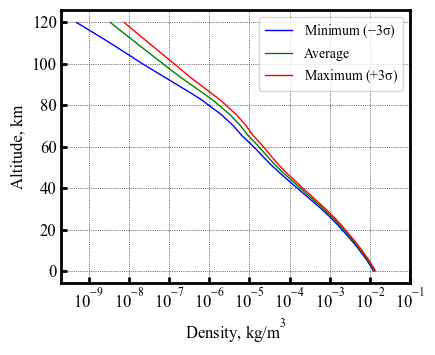 120
100
80
60
40
20
0
Altitude, km
Minimum (−3σ)
Average
Maximum (+3σ)
10⁻⁹ 10⁻⁸ 10⁻⁷ 10⁻⁶ 10⁻⁵ 10⁻⁴ 10⁻³ 10⁻² 10⁻¹
Density, kg/m³